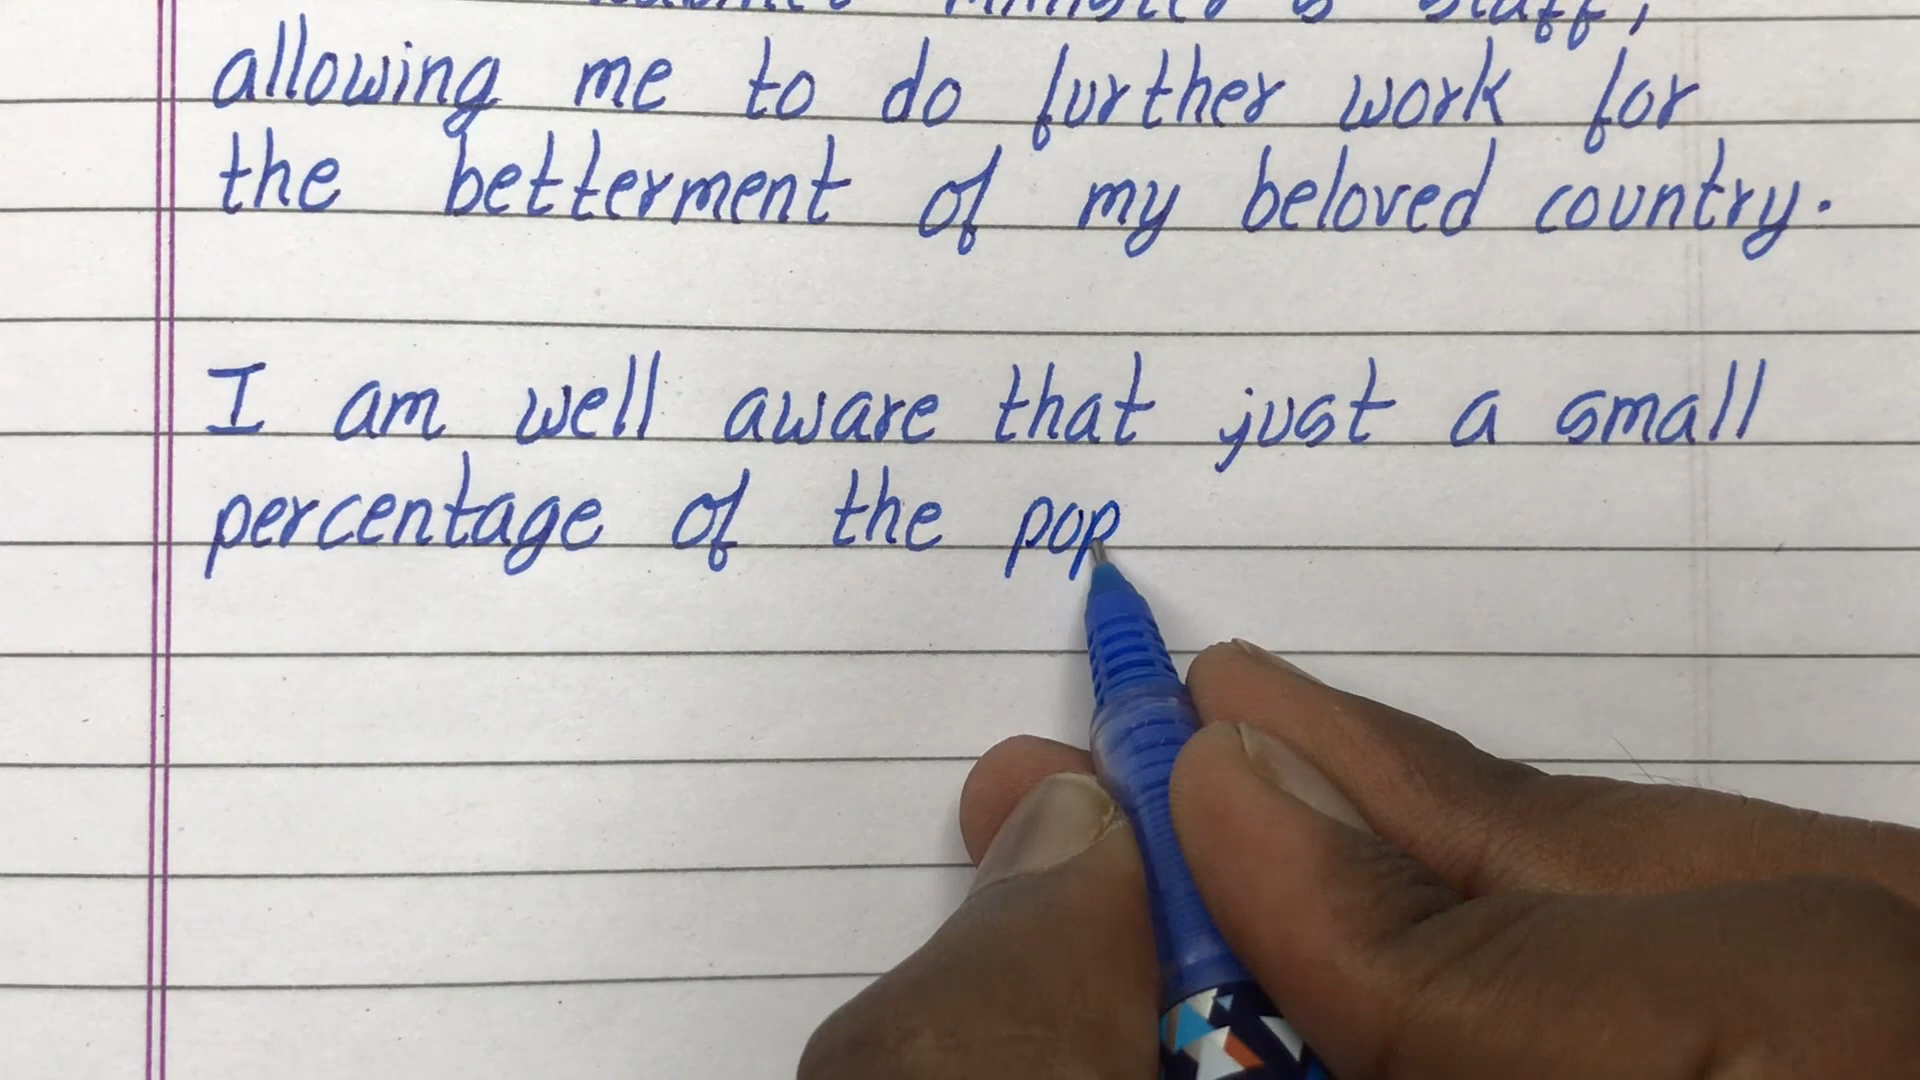 staff,
allowing me to do further work for
the betterment of my beloved country.
I am well aware that just a small
percentage of the pop